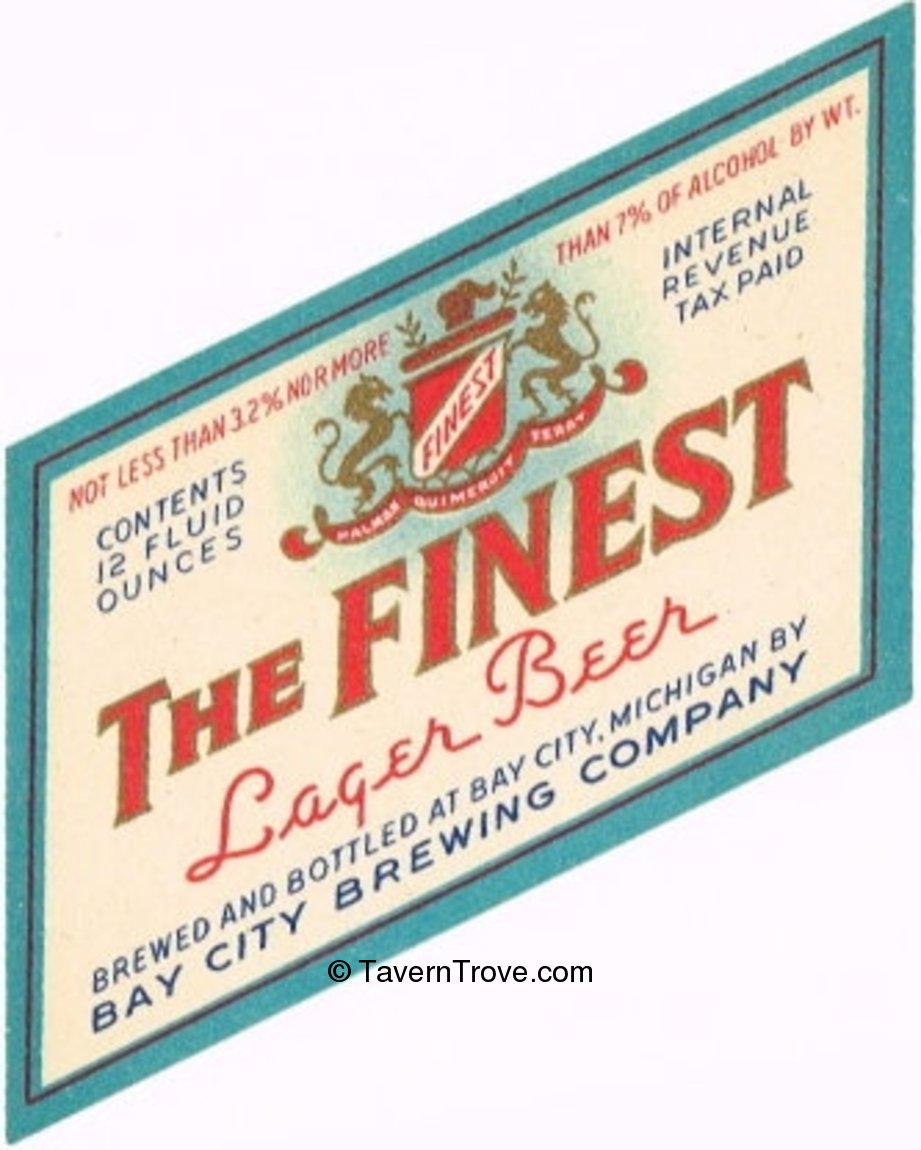 NOT LESS THAN 3.2% NOR MORE THAN 7% OF ALCOHOL BY WT.
CONTENTS
12 FLUID
OUNCES
INTERNAL
REVENUE
TAX PAID
FINEST
PALMAM QUI MERUIT FERAT
THE FINEST
Lager Beer
BREWED AND BOTTLED AT BAY CITY, MICHIGAN BY
BAY CITY BREWING COMPANY
© TavernTrove.com